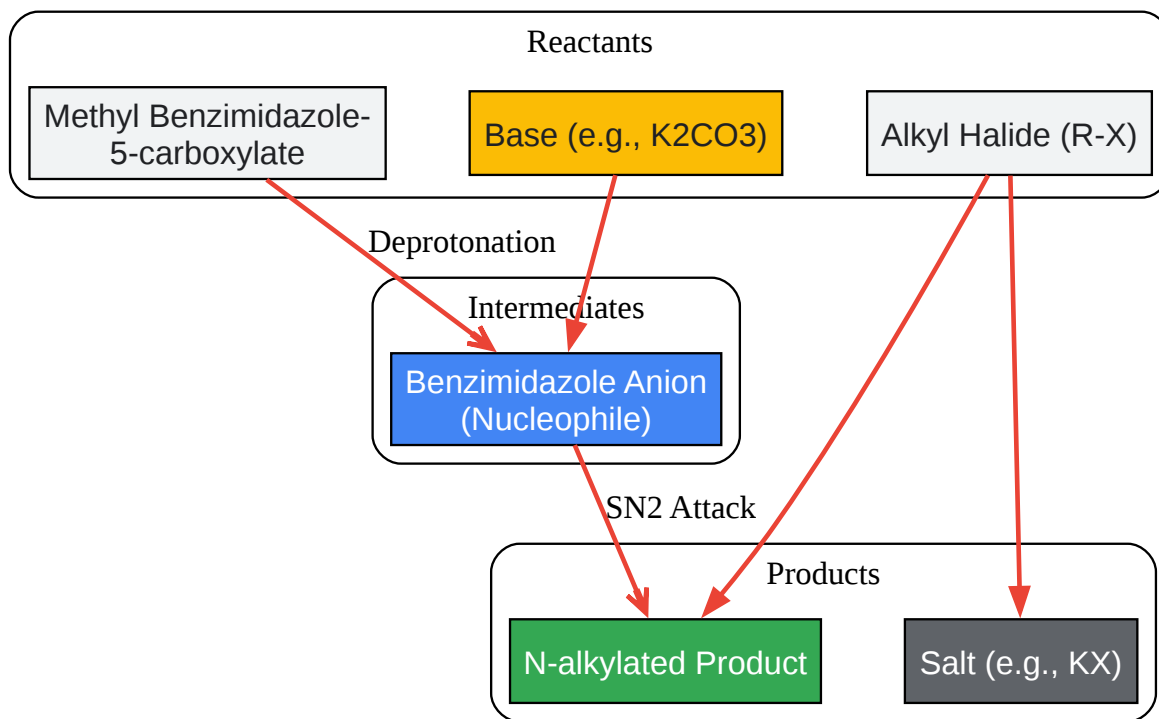 Reactants
Methyl Benzimidazole-
5-carboxylate
Base (e.g., K2CO3)
Alkyl Halide (R-X)
Deprotonation
Intermediates
Benzimidazole Anion
(Nucleophile)
SN2 Attack
Products
N-alkylated Product
Salt (e.g., KX)